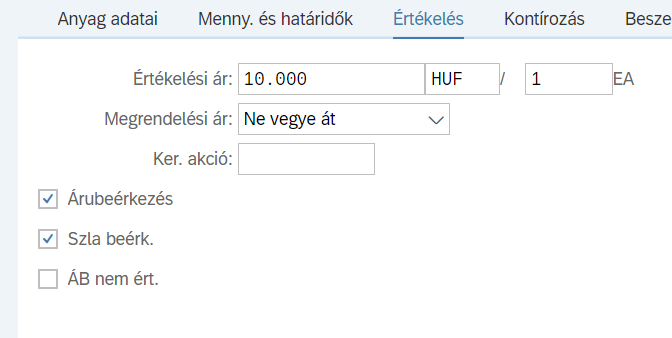 Anyag adatai Menny. és határidők Értékelés Kontírozás Besze
Értékelési ár: 10.000 HUF / 1 EA
Megrendelési ár: Ne vegye át
Ker. akció:
Árubeérkezés
Szla beérk.
ÁB nem ért.